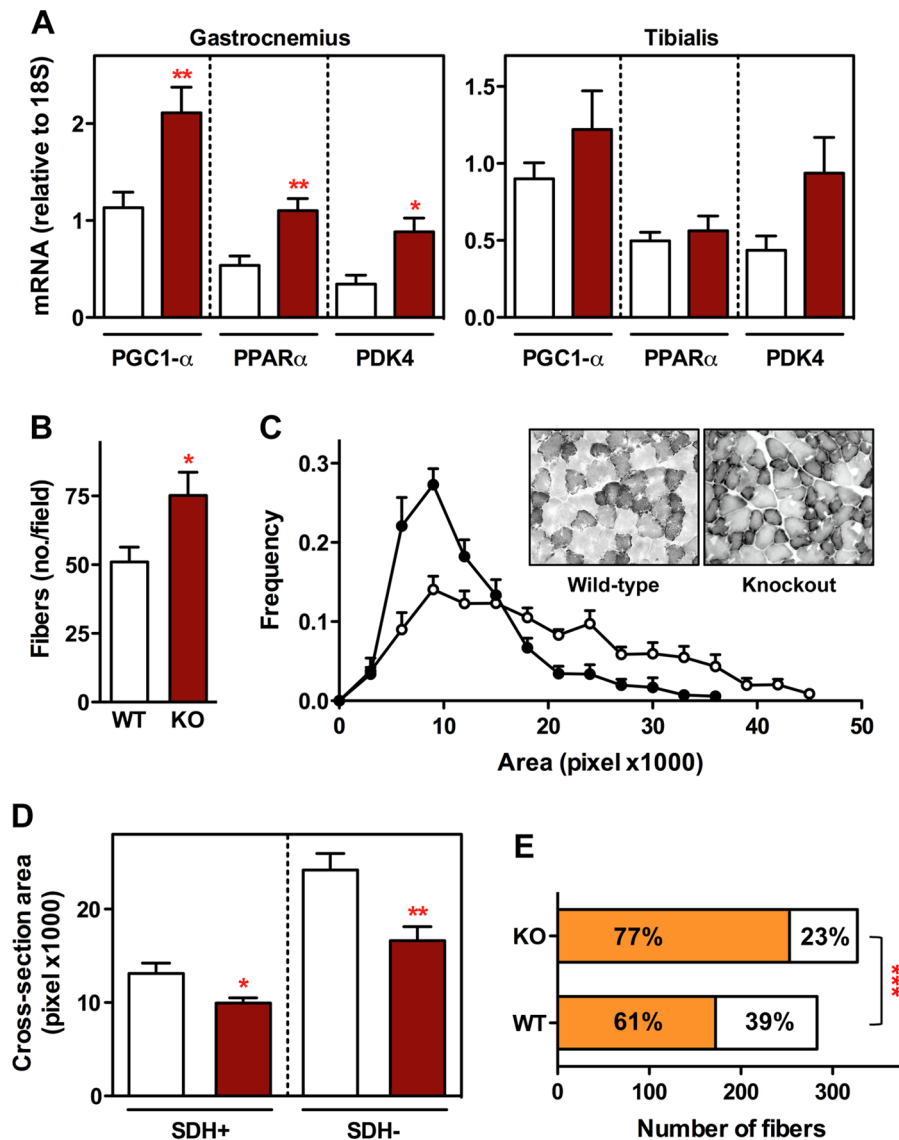 A
Gastrocnemius
Tibialis
mRNA (relative to 18S)
2
1
0
** ** *
PGC1-α PPARα PDK4
1.5
1.0
0.5
0.0
PGC1-α PPARα PDK4
B
Fibers (no./field)
75
50
25
0
*
WT KO
C
Frequency
0.3
0.2
0.1
0.0
0 10 20 30 40 50
Area (pixel x1000)
Wild-type Knockout
D
Cross-section area
(pixel x1000)
20
10
0
* **
SDH+ SDH-
E
KO 77% 23%
WT 61% 39%
***
0 100 200 300
Number of fibers